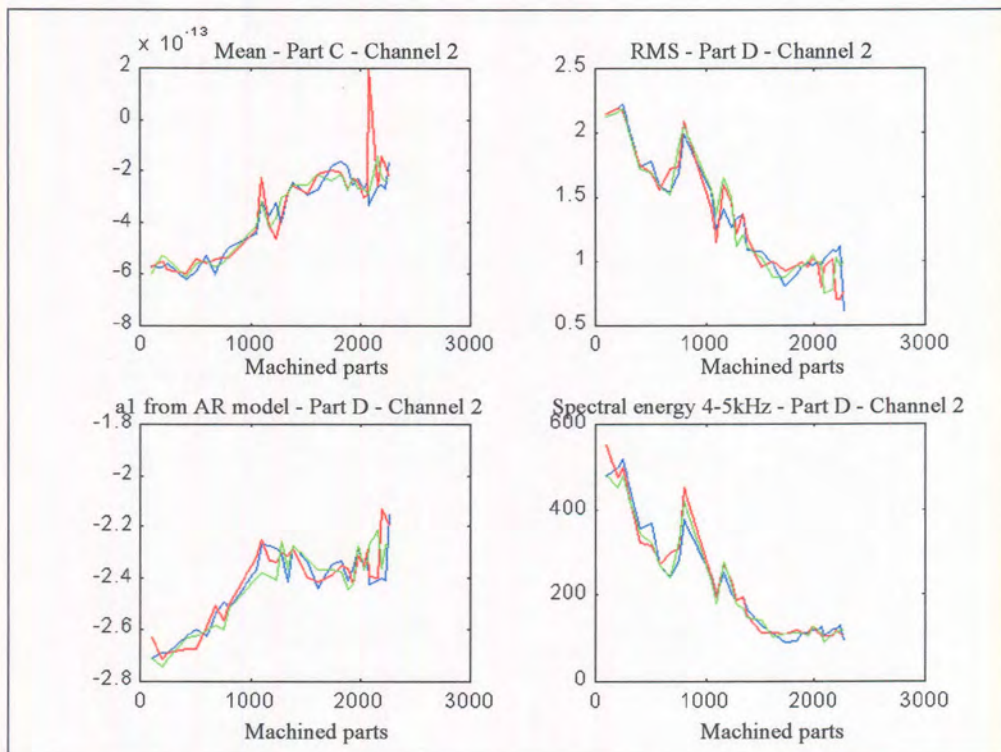 x 10-13
Mean - Part C - Channel 2
2
0
-2
-4
-6
-8
0 1000 2000 3000
Machined parts
RMS - Part D - Channel 2
2.5
2
1.5
1
0.5
0 1000 2000 3000
Machined parts
a1 from AR model - Part D - Channel 2
-1.8
-2
-2.2
-2.4
-2.6
-2.8
0 1000 2000 3000
Machined parts
Spectral energy 4-5kHz - Part D - Channel 2
600
400
200
0
0 1000 2000 3000
Machined parts